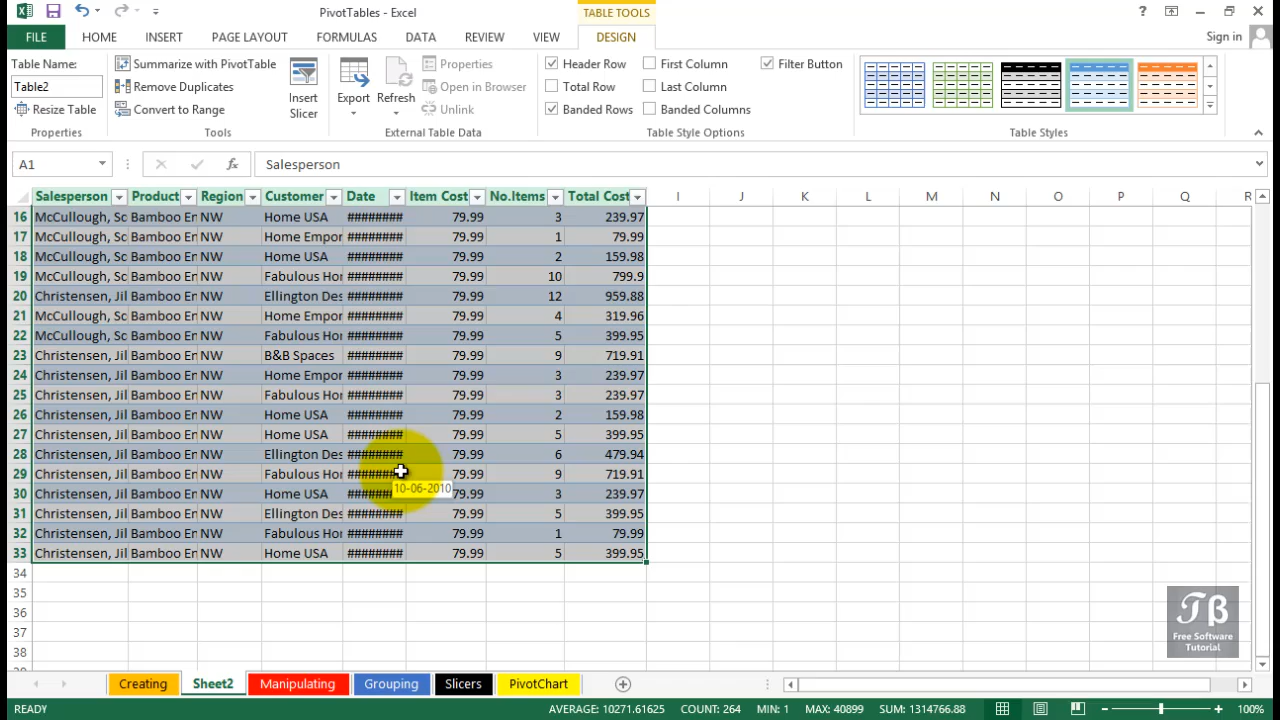 PivotTables - Excel
TABLE TOOLS
?
FILE HOME INSERT PAGE LAYOUT FORMULAS DATA REVIEW VIEW DESIGN Sign in
Table Name:
Table2
Resize Table
Properties
Summarize with PivotTable
Remove Duplicates
Convert to Range
Insert
Slicer
Tools
Export Refresh
Properties
Open in Browser
Unlink
External Table Data
Header Row First Column Filter Button
Total Row Last Column
Banded Rows Banded Columns
Table Style Options
Table Styles
A1 fx Salesperson
Salesperson Product Region Customer Date Item Cost No.Items Total Cost I J K L M N O P Q R
16 McCullough, Sc Bamboo En NW Home USA ######## 79.99 3 239.97
17 McCullough, Sc Bamboo En NW Home Empor ######## 79.99 1 79.99
18 McCullough, Sc Bamboo En NW Home USA ######## 79.99 2 159.98
19 McCullough, Sc Bamboo En NW Fabulous Hor ######## 79.99 10 799.9
20 Christensen, Jil Bamboo En NW Ellington Des ######## 79.99 12 959.88
21 McCullough, Sc Bamboo En NW Home Empor ######## 79.99 4 319.96
22 McCullough, Sc Bamboo En NW Fabulous Hor ######## 79.99 5 399.95
23 Christensen, Jil Bamboo En NW B&B Spaces ######## 79.99 9 719.91
24 Christensen, Jil Bamboo En NW Home Empor ######## 79.99 3 239.97
25 Christensen, Jil Bamboo En NW Fabulous Hor ######## 79.99 3 239.97
26 Christensen, Jil Bamboo En NW Home USA ######## 79.99 2 159.98
27 Christensen, Jil Bamboo En NW Home USA ######## 79.99 5 399.95
28 Christensen, Jil Bamboo En NW Ellington Des ######## 79.99 6 479.94
29 Christensen, Jil Bamboo En NW Fabulous Hor ######## 79.99 9 719.91
10-06-2010
30 Christensen, Jil Bamboo En NW Home USA ######## 79.99 3 239.97
31 Christensen, Jil Bamboo En NW Ellington Des ######## 79.99 5 399.95
32 Christensen, Jil Bamboo En NW Fabulous Hor ######## 79.99 1 79.99
33 Christensen, Jil Bamboo En NW Home USA ######## 79.99 5 399.95
34
35
36
37
38
TB
Free Software
Tutorial
Creating Sheet2 Manipulating Grouping Slicers PivotChart
READY AVERAGE: 10271.61625 COUNT: 264 MIN: 1 MAX: 40899 SUM: 1314766.88 100%